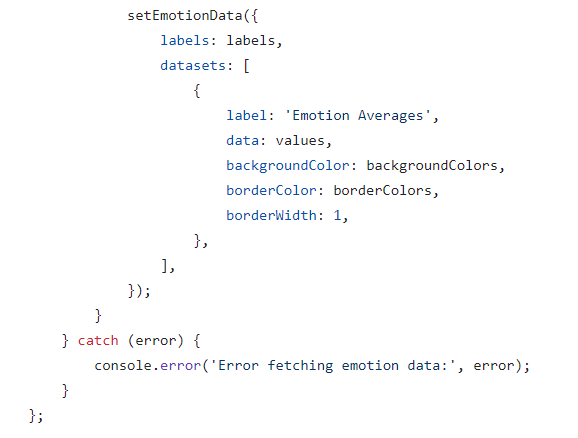 setEmotionData({
labels: labels,
datasets: [
{
label: 'Emotion Averages',
data: values,
backgroundColor: backgroundColors,
borderColor: borderColors,
borderWidth: 1,
},
],
});
}
} catch (error) {
console.error('Error fetching emotion data:', error);
}
};